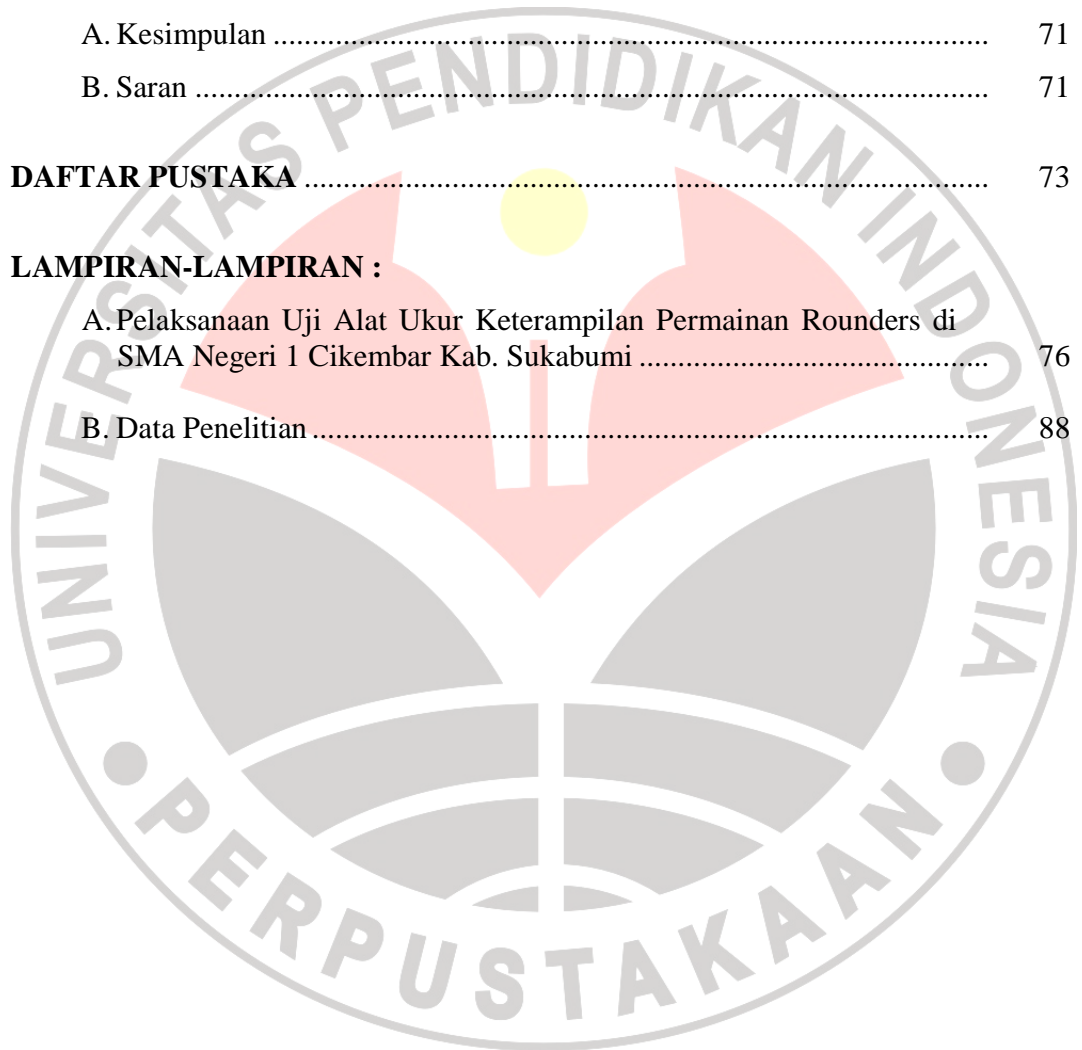 A. Kesimpulan ........................................................................................... 71
B. Saran ..................................................................................................... 71
DAFTAR PUSTAKA ....................................................................................... 73
LAMPIRAN-LAMPIRAN :
A. Pelaksanaan Uji Alat Ukur Keterampilan Permainan Rounders di
SMA Negeri 1 Cikembar Kab. Sukabumi ............................................. 76
B. Data Penelitian ...................................................................................... 88
UNIVERSITAS PENDIDIKAN INDONESIA
PERPUSTAKAAN